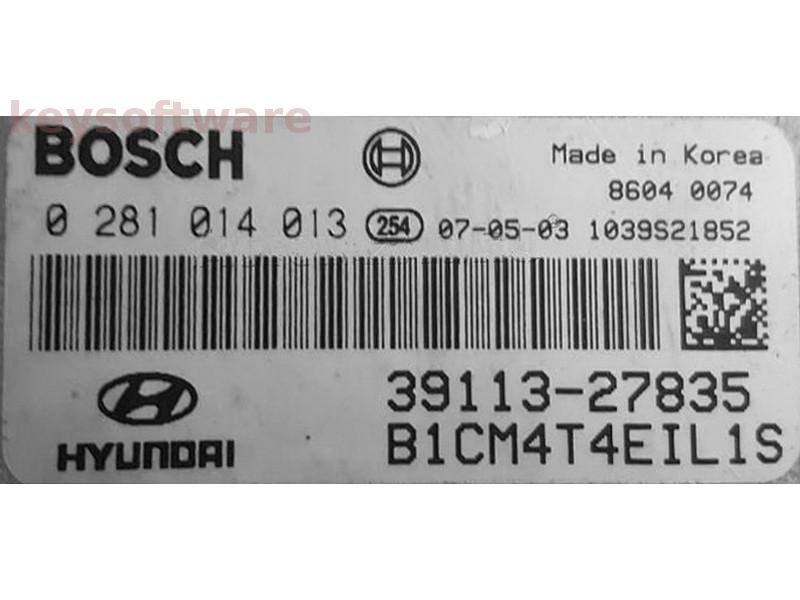 keysoftware
BOSCH
Made in Korea
8604 0074
0 281 014 013 254 07-05-03 1039S21852
39113-27835
HYUNDAI
B1CM4T4EIL1S